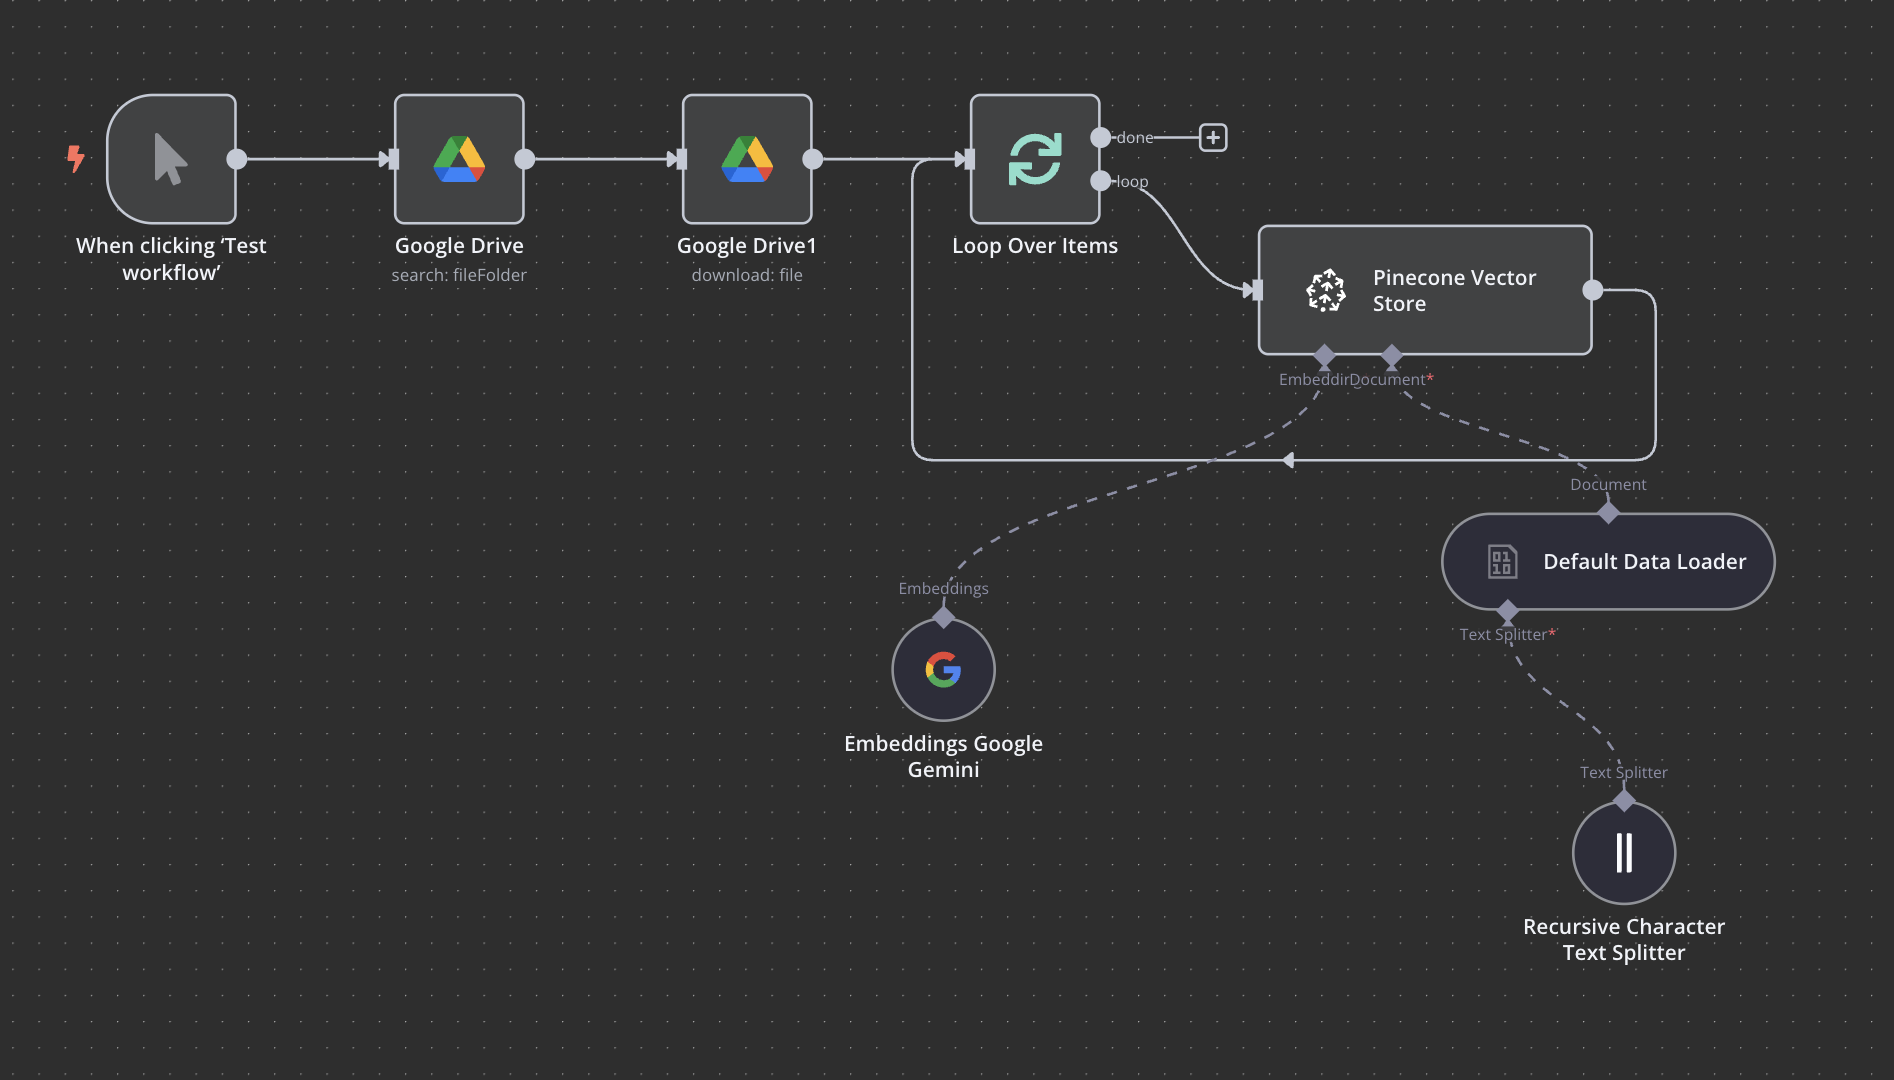 When clicking ‘Test
workflow’
Google Drive
search: fileFolder
Google Drive1
download: file
Loop Over Items
done
loop
Pinecone Vector
Store
Document*
Document
Default Data Loader
Text Splitter*
Embeddings
Embeddings Google
Gemini
Text Splitter
Recursive Character
Text Splitter